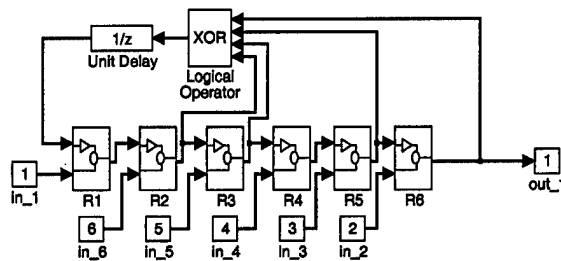 1/z
Unit Delay
XOR
Logical
Operator
1
in_1
R1
R2
R3
R4
R5
R6
1
out_1
6
in_6
5
in_5
4
in_4
3
in_3
2
in_2